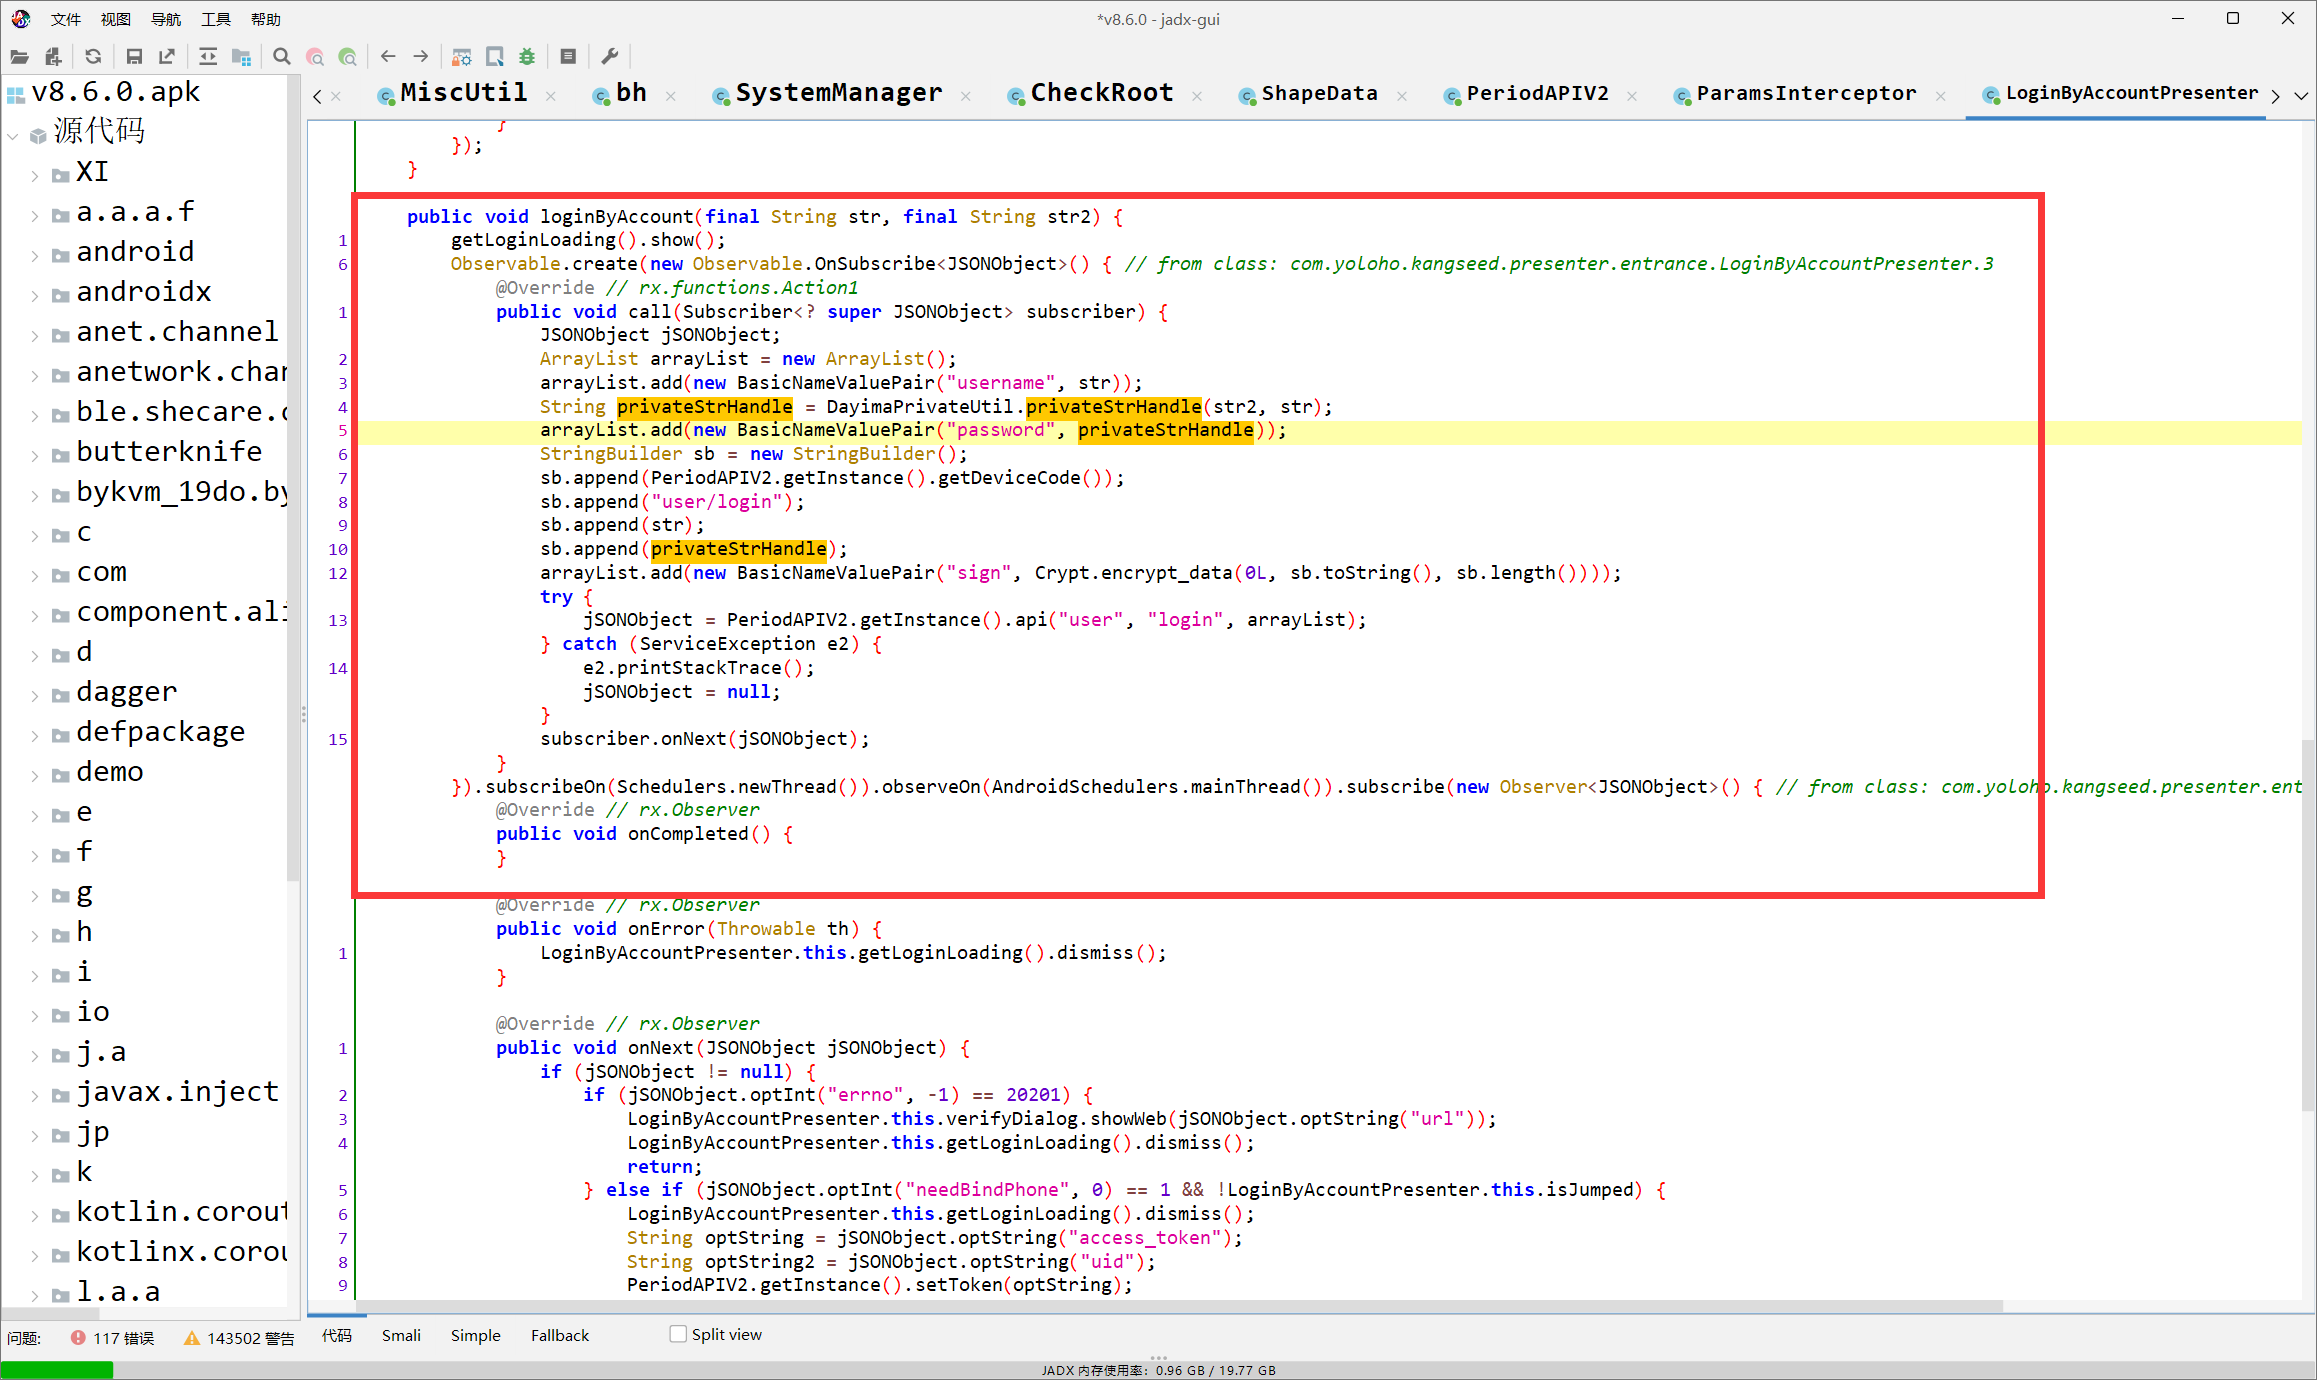 文件 视图 导航 工具 帮助
*v8.6.0 - jadx-gui
MiscUtil bh SystemManager CheckRoot ShapeData PeriodAPIV2 ParamsInterceptor LoginByAccountPresenter
v8.6.0.apk
源代码
XI
a.a.a.f
android
androidx
anet.channel
anetwork.char
ble.shecare.c
butterknife
bykvm_19do.by
c
com
component.ali
d
dagger
defpackage
demo
e
f
g
h
i
io
j.a
javax.inject
jp
k
kotlin.corout
kotlinx.corou
l.a.a
}
});
}
public void loginByAccount(final String str, final String str2) {
1 getLoginLoading().show();
6 Observable.create(new Observable.OnSubscribe<JSONObject>() { // from class: com.yoloho.kangseed.presenter.entrance.LoginByAccountPresenter.3
@Override // rx.functions.Action1
1 public void call(Subscriber<? super JSONObject> subscriber) {
JSONObject jSONObject;
2 ArrayList arrayList = new ArrayList();
3 arrayList.add(new BasicNameValuePair("username", str));
4 String privateStrHandle = DayimaPrivateUtil.privateStrHandle(str2, str);
5 arrayList.add(new BasicNameValuePair("password", privateStrHandle));
6 StringBuilder sb = new StringBuilder();
7 sb.append(PeriodAPIV2.getInstance().getDeviceCode());
8 sb.append("user/login");
9 sb.append(str);
10 sb.append(privateStrHandle);
12 arrayList.add(new BasicNameValuePair("sign", Crypt.encrypt_data(0L, sb.toString(), sb.length())));
try {
13 jSONObject = PeriodAPIV2.getInstance().api("user", "login", arrayList);
} catch (ServiceException e2) {
14 e2.printStackTrace();
jSONObject = null;
}
15 subscriber.onNext(jSONObject);
}
}).subscribeOn(Schedulers.newThread()).observeOn(AndroidSchedulers.mainThread()).subscribe(new Observer<JSONObject>() { // from class: com.yoloho.kangseed.presenter.ent
@Override // rx.Observer
public void onCompleted() {
}
@Override // rx.Observer
public void onError(Throwable th) {
1 LoginByAccountPresenter.this.getLoginLoading().dismiss();
}
@Override // rx.Observer
1 public void onNext(JSONObject jSONObject) {
if (jSONObject != null) {
2 if (jSONObject.optInt("errno", -1) == 20201) {
3 LoginByAccountPresenter.this.verifyDialog.showWeb(jSONObject.optString("url"));
4 LoginByAccountPresenter.this.getLoginLoading().dismiss();
return;
5 } else if (jSONObject.optInt("needBindPhone", 0) == 1 && !LoginByAccountPresenter.this.isJumped) {
6 LoginByAccountPresenter.this.getLoginLoading().dismiss();
7 String optString = jSONObject.optString("access_token");
8 String optString2 = jSONObject.optString("uid");
9 PeriodAPIV2.getInstance().setToken(optString);
问题: 117 错误 143502 警告 代码 Smali Simple Fallback Split view
JADX 内存使用率: 0.96 GB / 19.77 GB